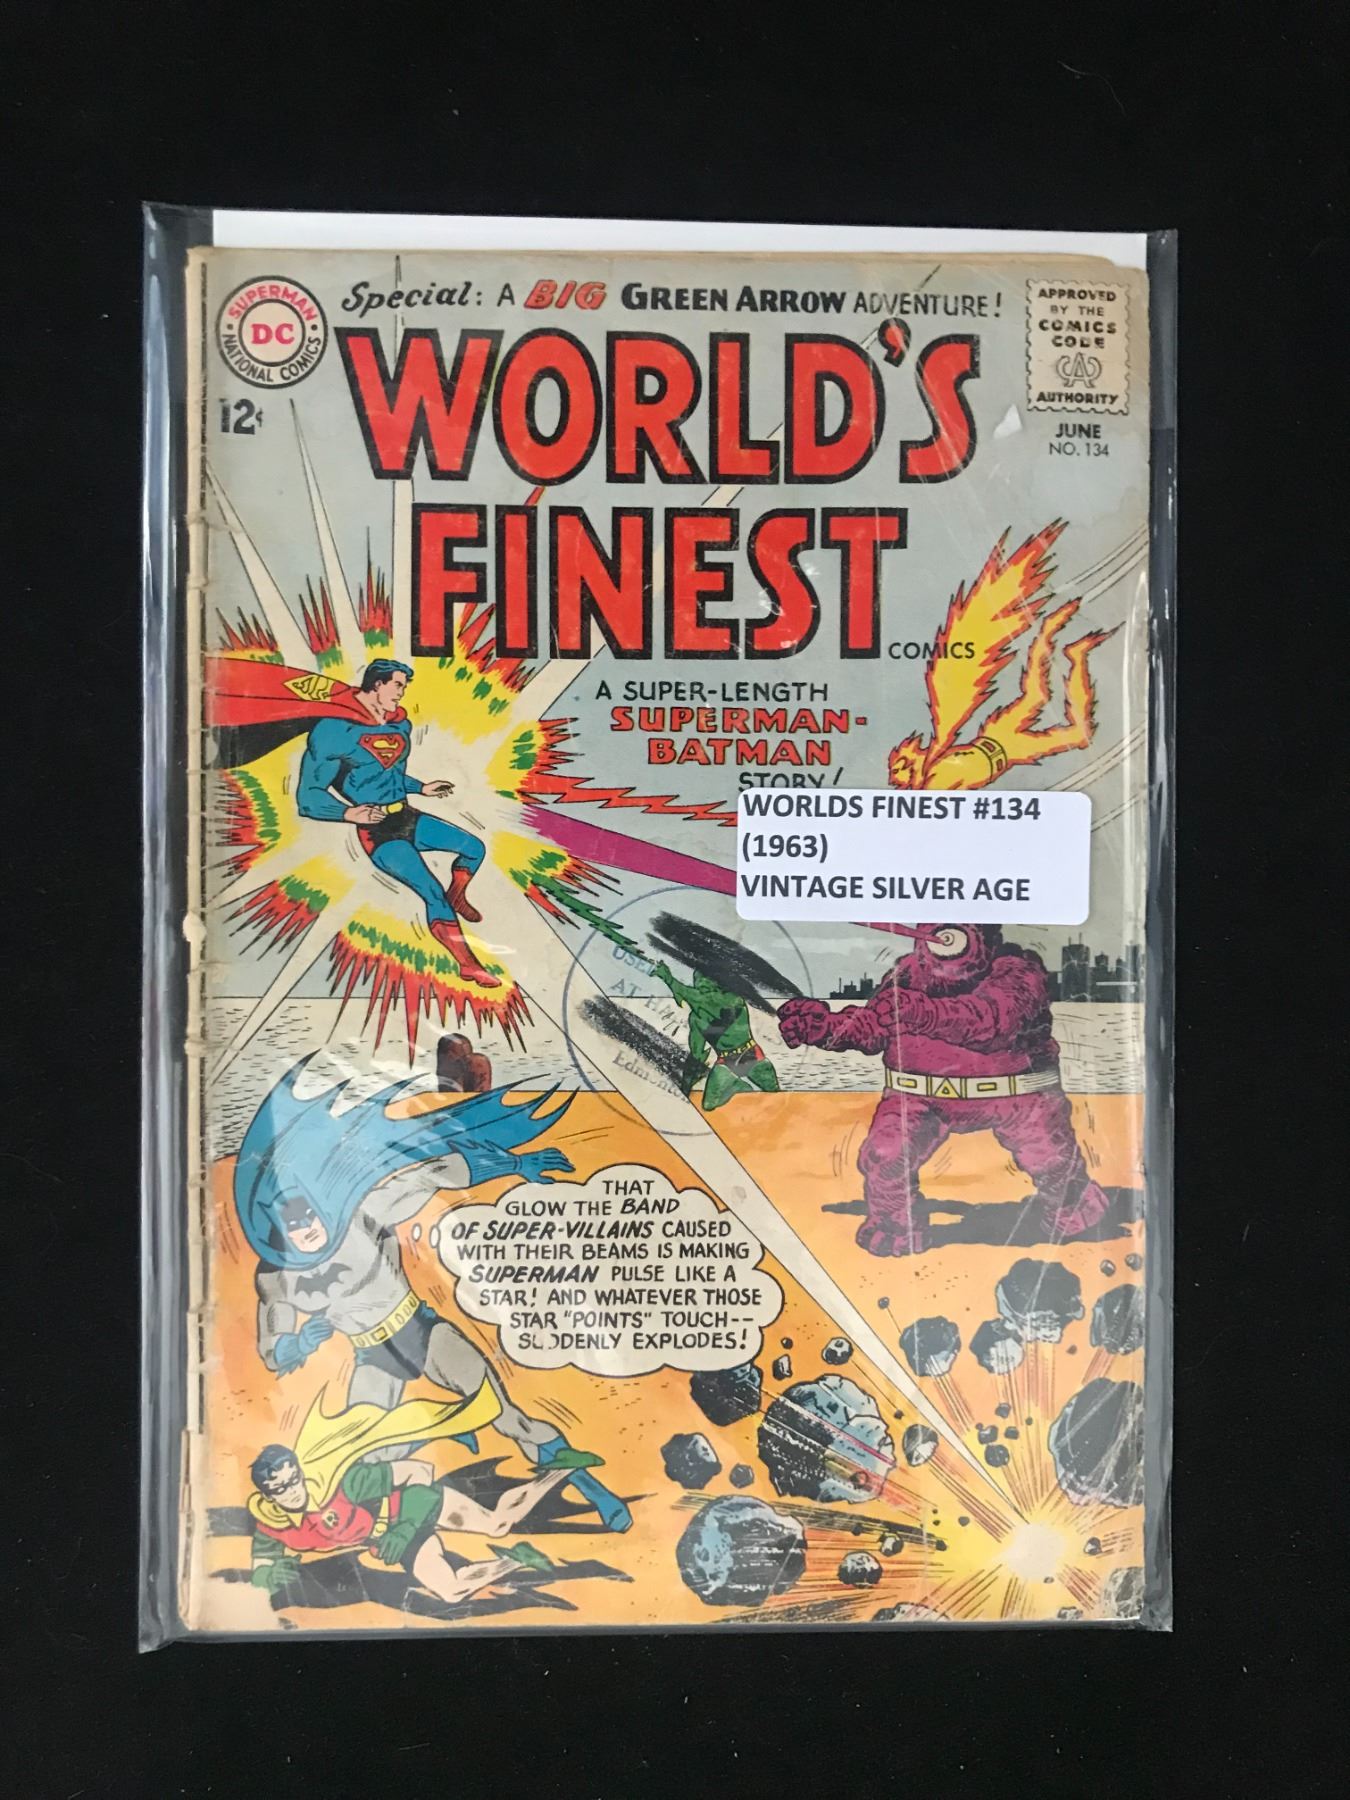 Special: A BIG GREEN ARROW ADVENTURE!
SUPERMAN
DC
NATIONAL COMICS
12¢
WORLD'S
FINEST
COMICS
APPROVED
BY THE
COMICS
CODE
CA
AUTHORITY
JUNE
NO. 134
A SUPER-LENGTH
SUPERMAN-
BATMAN
STORY!
WORLDS FINEST #134
(1963)
VINTAGE SILVER AGE
AT
THAT
GLOW THE BAND
OF SUPER-VILLAINS CAUSED
WITH THEIR BEAMS IS MAKING
SUPERMAN PULSE LIKE A
STAR! AND WHATEVER THOSE
STAR "POINTS" TOUCH--
SUDDENLY EXPLODES!